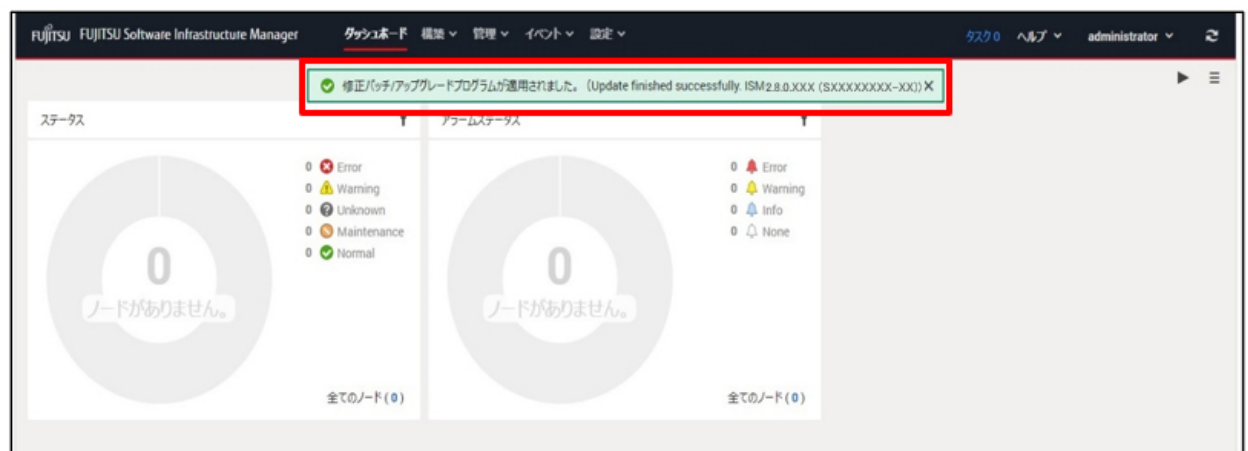 FUJITSU FUJITSU Software Infrastructure Manager ダッシュボード 構築 管理 イベント 設定 タスク 0 ヘルプ administrator
修正パッチ/アップグレードプログラムが適用されました。 (Update finished successfully. ISM2.8.0.XXX (SXXXXXXXX-XX)) X
ステータス
0 Error
0 Warning
0 Unknown
0 Maintenance
0 Normal
0
ノードがありません。
全てのノード (0)
アラームステータス
0 Error
0 Warning
0 Info
0 None
0
ノードがありません。
全てのノード (0)